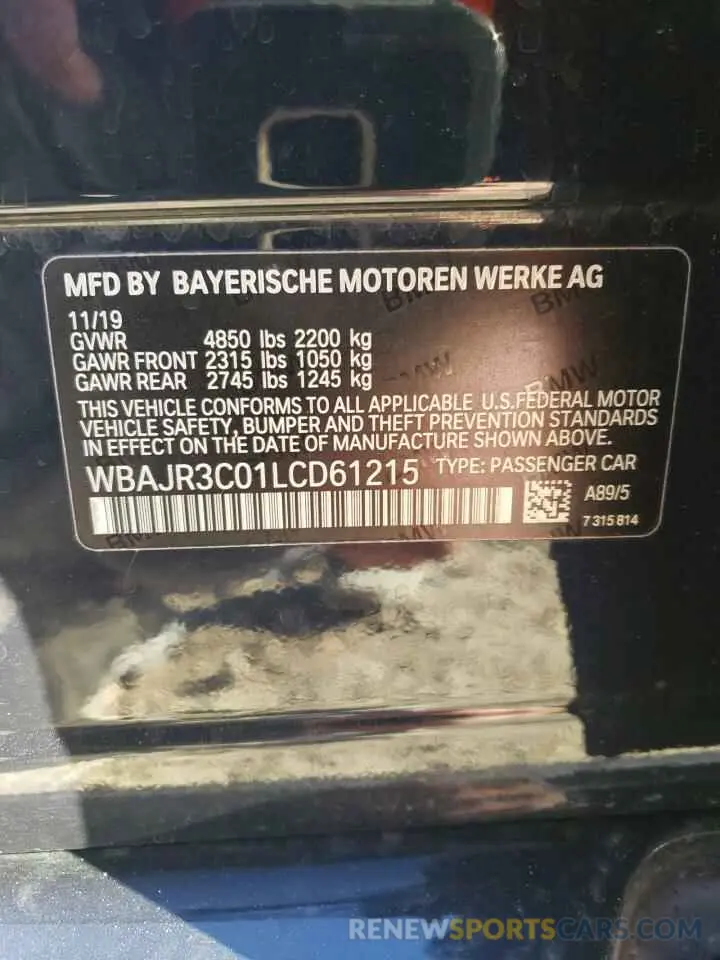 MFD BY BAYERISCHE MOTOREN WERKE AG
11/19
GVWR 4850 lbs 2200 kg
GAWR FRONT 2315 lbs 1050 kg
GAWR REAR 2745 lbs 1245 kg
THIS VEHICLE CONFORMS TO ALL APPLICABLE U.S.FEDERAL MOTOR
VEHICLE SAFETY, BUMPER AND THEFT PREVENTION STANDARDS
IN EFFECT ON THE DATE OF MANUFACTURE SHOWN ABOVE.
WBAJR3C01LCD61215 TYPE: PASSENGER CAR
A89/5
7 315 814
RENEWSPORTSCARS.COM